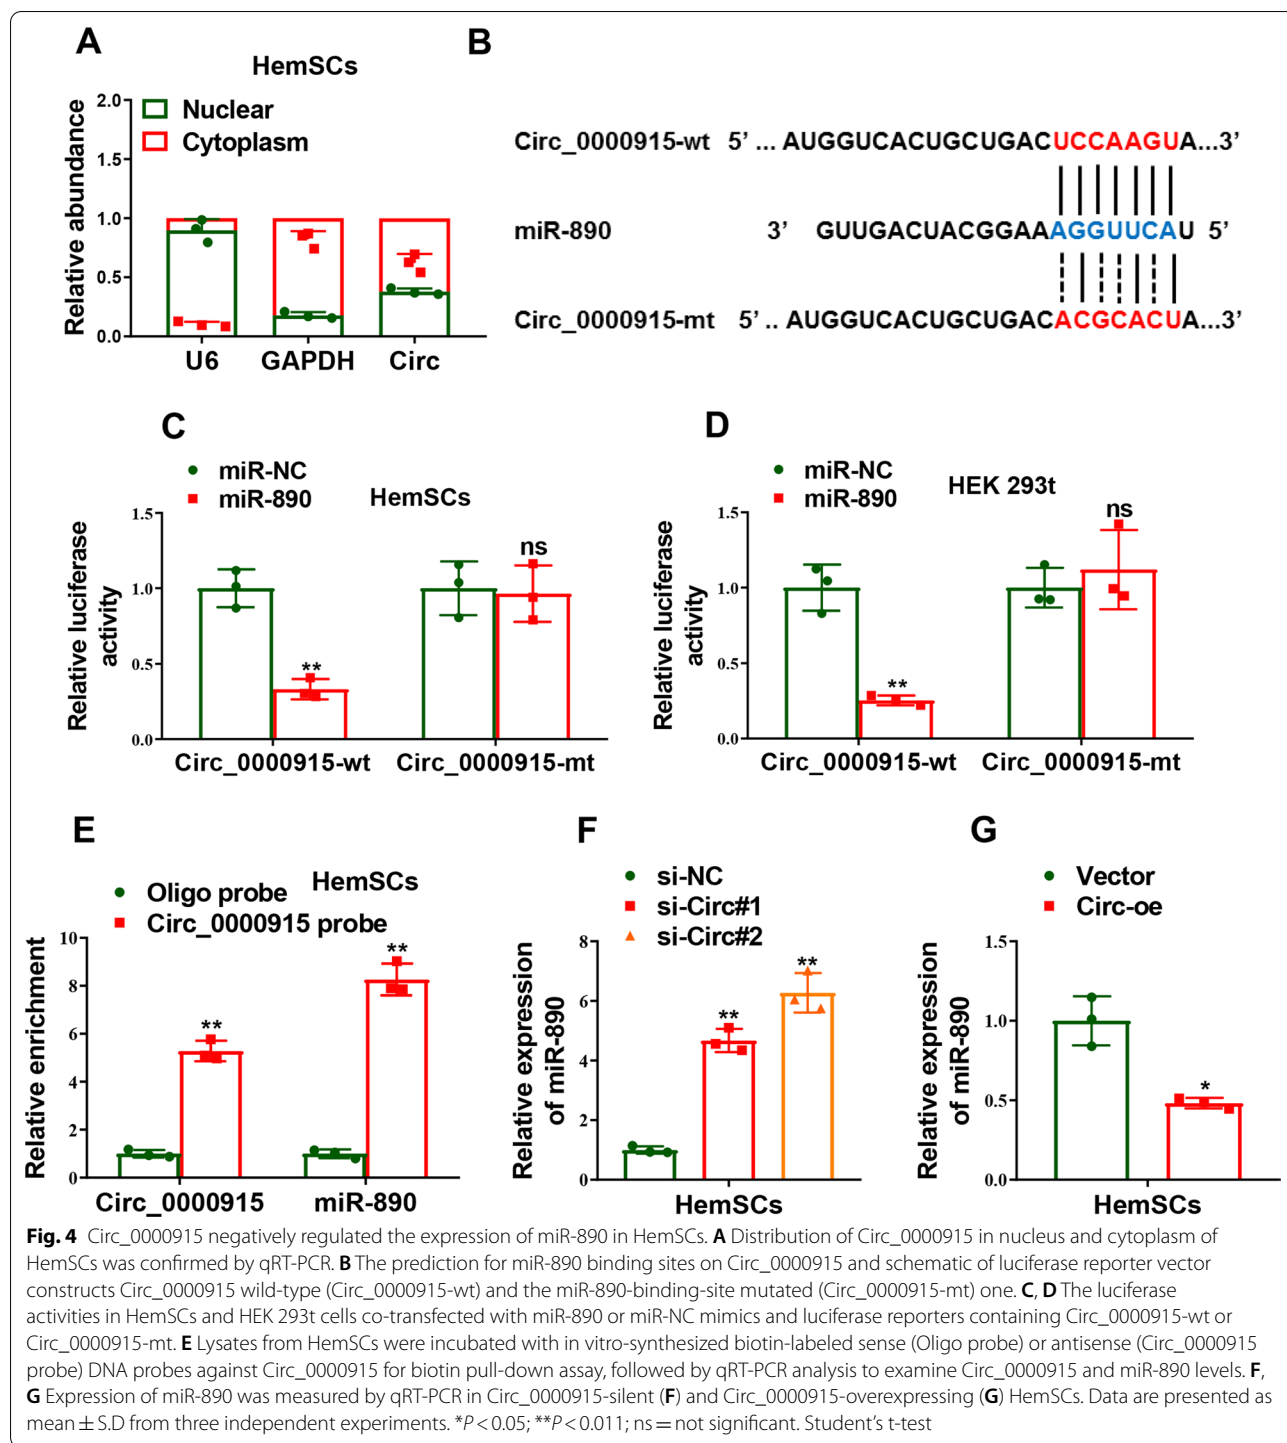 A
HemSCs
Nuclear
Cytoplasm
Relative abundance
2.0
1.5
1.0
0.5
0.0
U6 GAPDH Circ
B
Circ_0000915-wt 5’ ... AUGGUCACUGCUGACUCCAAGUA...3’
miR-890 3’ GUUGACUACGGAAAGGUUCAU 5’
Circ_0000915-mt 5’ .. AUGGUCACUGCUGACACGCACUA...3’
C
miR-NC
miR-890
HemSCs
Relative luciferase
activity
1.5
1.0
0.5
0.0
**
ns
Circ_0000915-wt Circ_0000915-mt
D
miR-NC
miR-890
HEK 293t
Relative luciferase
activity
1.5
1.0
0.5
0.0
**
ns
Circ_0000915-wt Circ_0000915-mt
E
Oligo probe
Circ_0000915 probe
HemSCs
Relative enrichment
10
8
6
4
2
0
**
**
Circ_0000915 miR-890
F
si-NC
si-Circ#1
si-Circ#2
Relative expression
of miR-890
8
6
4
2
0
**
**
HemSCs
G
Vector
Circ-oe
Relative expression
of miR-890
1.5
1.0
0.5
0.0
*
HemSCs
Fig. 4 Circ_0000915 negatively regulated the expression of miR-890 in HemSCs. A Distribution of Circ_0000915 in nucleus and cytoplasm of
HemSCs was confirmed by qRT-PCR. B The prediction for miR-890 binding sites on Circ_0000915 and schematic of luciferase reporter vector
constructs Circ_0000915 wild-type (Circ_0000915-wt) and the miR-890-binding-site mutated (Circ_0000915-mt) one. C, D The luciferase
activities in HemSCs and HEK 293t cells co-transfected with miR-890 or miR-NC mimics and luciferase reporters containing Circ_0000915-wt or
Circ_0000915-mt. E Lysates from HemSCs were incubated with in vitro-synthesized biotin-labeled sense (Oligo probe) or antisense (Circ_0000915
probe) DNA probes against Circ_0000915 for biotin pull-down assay, followed by qRT-PCR analysis to examine Circ_0000915 and miR-890 levels. F,
G Expression of miR-890 was measured by qRT-PCR in Circ_0000915-silent (F) and Circ_0000915-overexpressing (G) HemSCs. Data are presented as
mean ± S.D from three independent experiments. *P < 0.05; **P < 0.011; ns = not significant. Student’s t-test